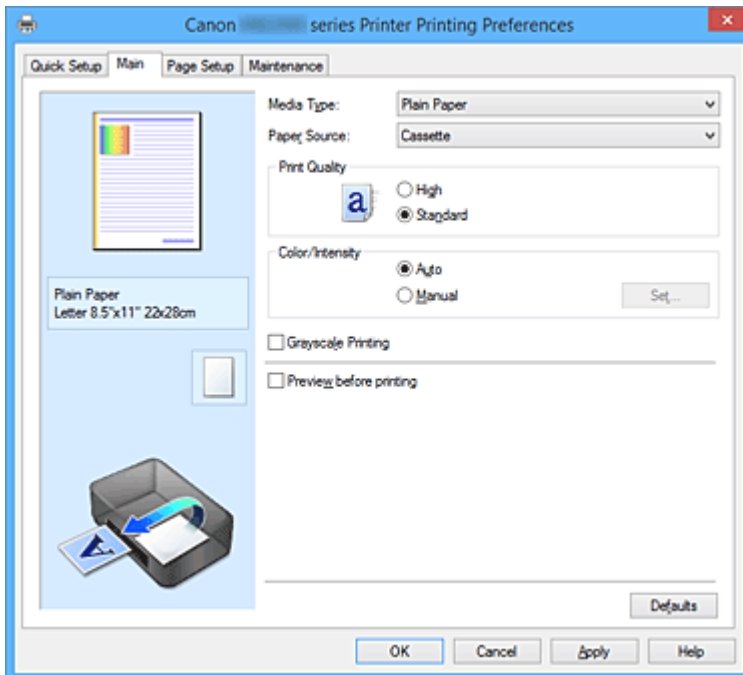 Canon series Printer Printing Preferences
Quick Setup Main Page Setup Maintenance
Media Type: Plain Paper
Paper Source: Cassette
Print Quality
a
High
Standard
Color/Intensity
Auto
Manual
Set...
Plain Paper
Letter 8.5"x11" 22x28cm
Grayscale Printing
Preview before printing
A
Defaults
OK Cancel Apply Help